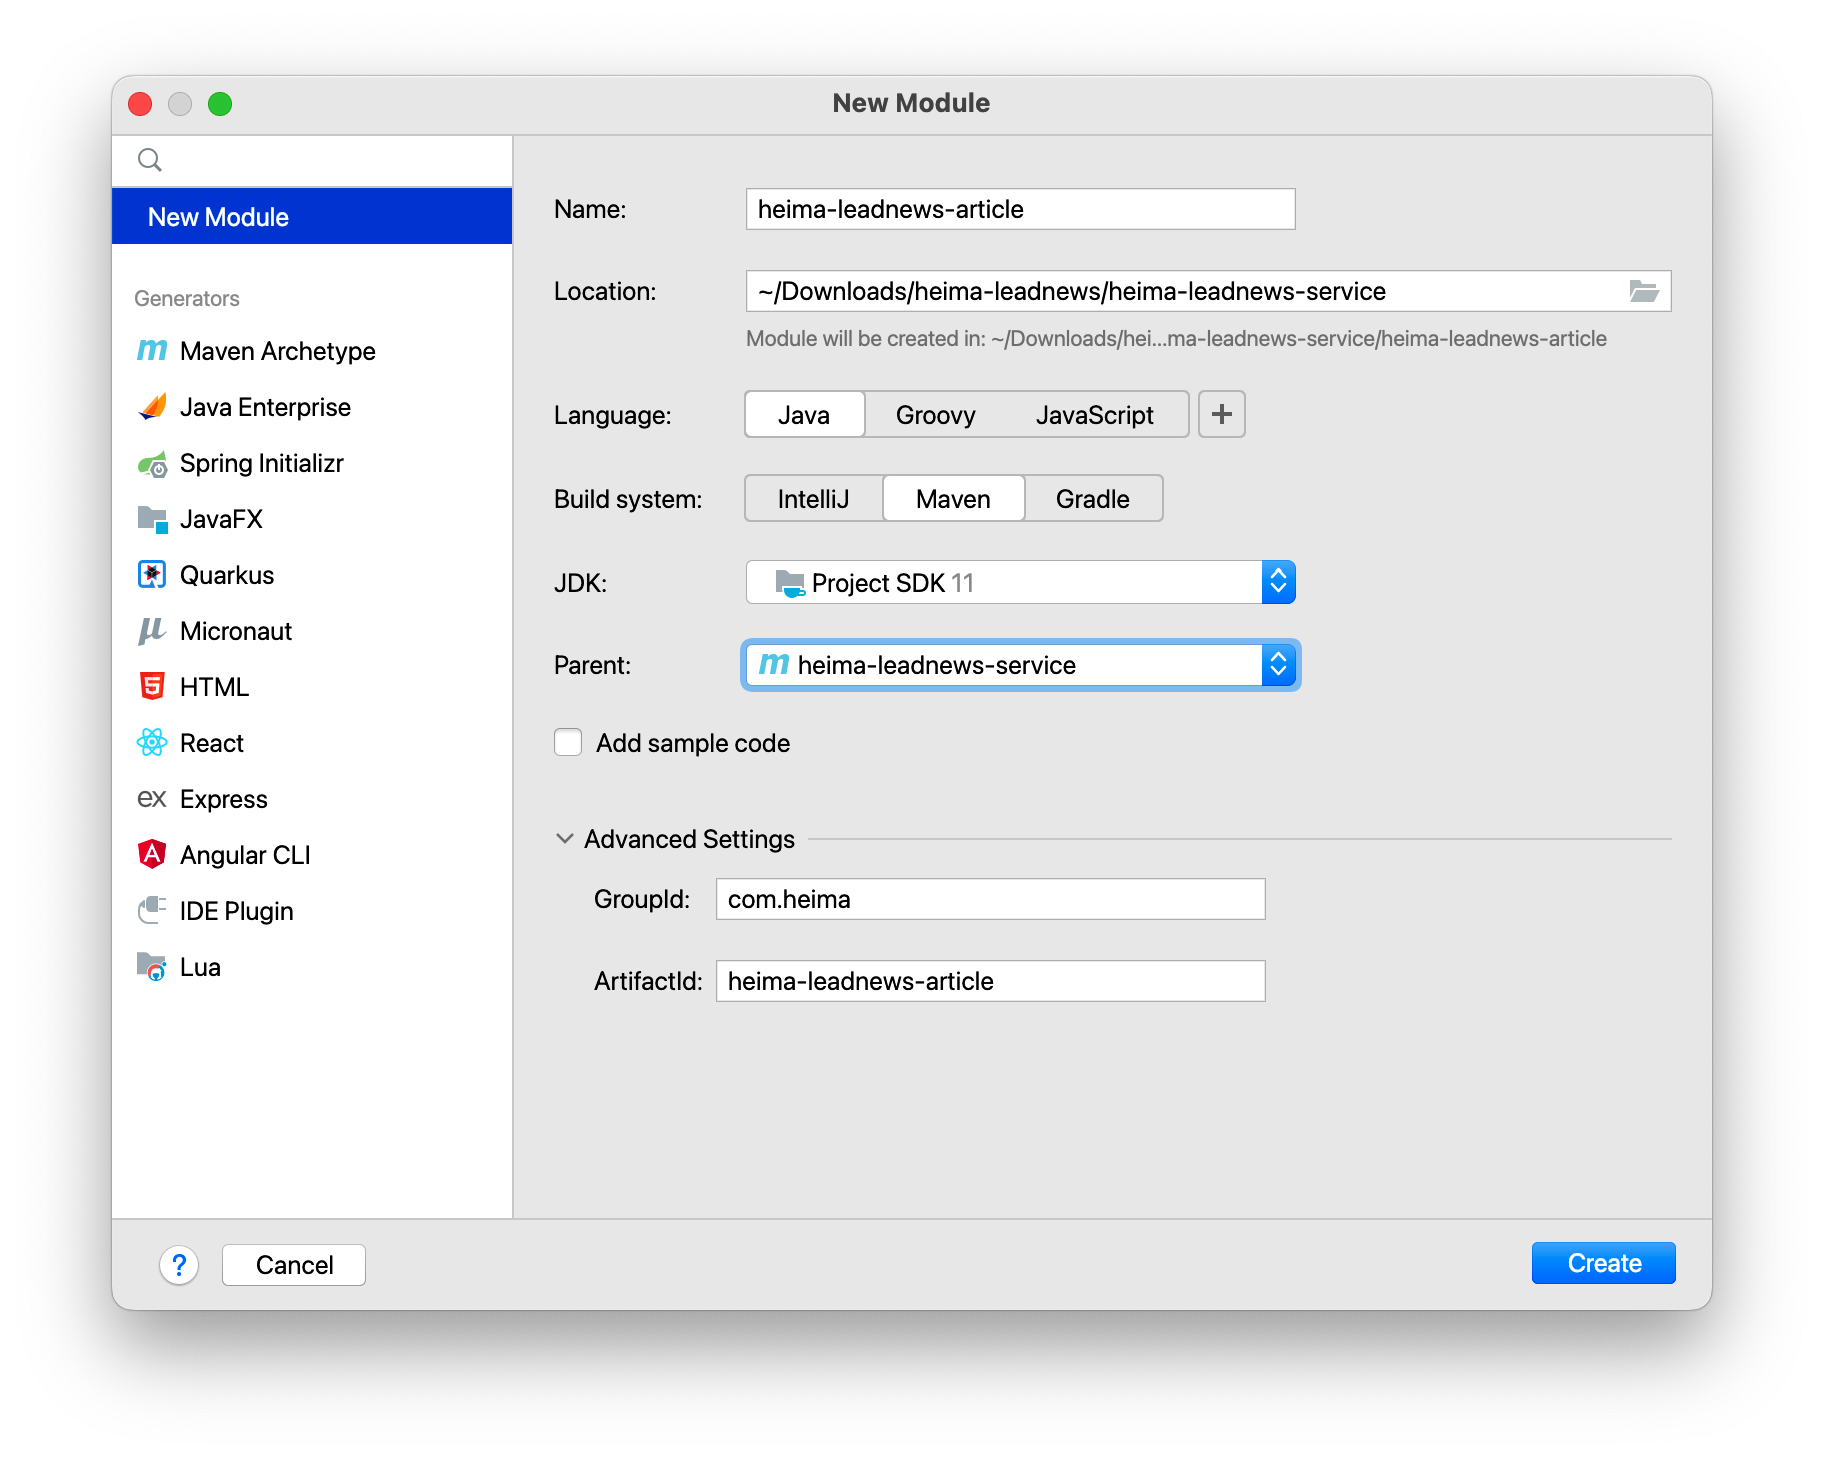 New Module
New Module
Generators
Maven Archetype
Java Enterprise
Spring Initializr
JavaFX
Quarkus
Micronaut
HTML
React
ex Express
Angular CLI
IDE Plugin
Lua
Name: heima-leadnews-article
Location: ~/Downloads/heima-leadnews/heima-leadnews-service
Module will be created in: ~/Downloads/hei...ma-leadnews-service/heima-leadnews-article
Language: Java Groovy JavaScript +
Build system: IntelliJ Maven Gradle
JDK: Project SDK 11
Parent: m heima-leadnews-service
Add sample code
Advanced Settings
GroupId: com.heima
ArtifactId: heima-leadnews-article
? Cancel Create